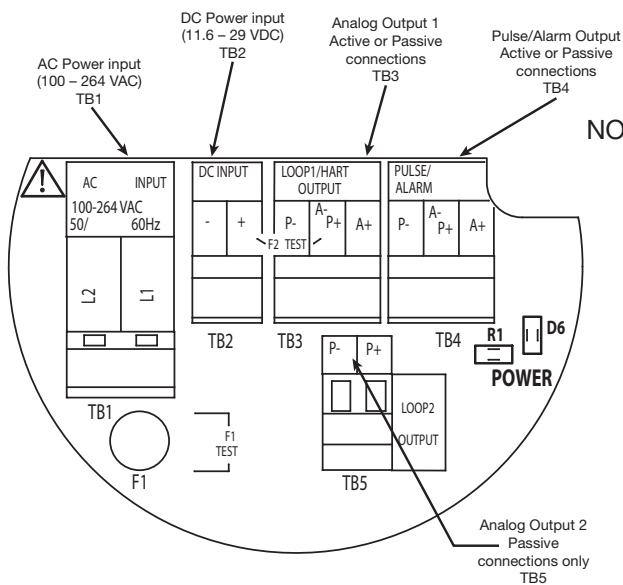 DC Power input
(11.6 – 29 VDC)
TB2
Analog Output 1
Active or Passive
connections
TB3
Pulse/Alarm Output
Active or Passive
connections
TB4
AC Power input
(100 – 264 VAC)
TB1
NO
!
AC INPUT
100-264 VAC
50/ 60Hz
L2 L1
DC INPUT
- +
LOOP1/HART
OUTPUT
P- A- P+ A+
F2 TEST
PULSE/
ALARM
P- A- P+ A+
TB2
TB3
TB4
R1
D6
POWER
P- P+
TB1
LOOP2
OUTPUT
F1
TEST
F1
TB5
Analog Output 2
Passive
connections only
TB5